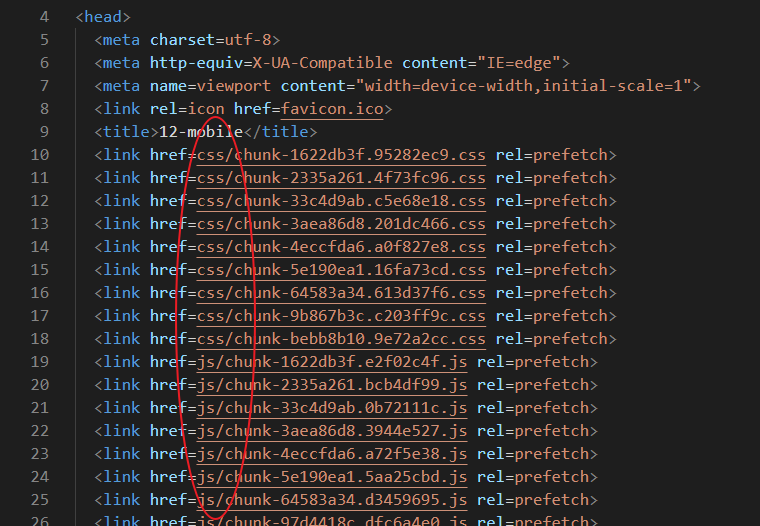 4 <head>
5 <meta charset=utf-8>
6 <meta http-equiv=X-UA-Compatible content="IE=edge">
7 <meta name=viewport content="width=device-width,initial-scale=1">
8 <link rel=icon href=favicon.ico>
9 <title>12-mobile</title>
10 <link href=css/chunk-1622db3f.95282ec9.css rel=prefetch>
11 <link href=css/chunk-2335a261.4f73fc96.css rel=prefetch>
12 <link href=css/chunk-33c4d9ab.c5e68e18.css rel=prefetch>
13 <link href=css/chunk-3aea86d8.201dc466.css rel=prefetch>
14 <link href=css/chunk-4eccfda6.a0f827e8.css rel=prefetch>
15 <link href=css/chunk-5e190ea1.16fa73cd.css rel=prefetch>
16 <link href=css/chunk-64583a34.613d37f6.css rel=prefetch>
17 <link href=css/chunk-9b867b3c.c203ff9c.css rel=prefetch>
18 <link href=css/chunk-bebb8b10.9e72a2cc.css rel=prefetch>
19 <link href=js/chunk-1622db3f.e2f02c4f.js rel=prefetch>
20 <link href=js/chunk-2335a261.bcb4df99.js rel=prefetch>
21 <link href=js/chunk-33c4d9ab.0b72111c.js rel=prefetch>
22 <link href=js/chunk-3aea86d8.3944e527.js rel=prefetch>
23 <link href=js/chunk-4eccfda6.a72f5e38.js rel=prefetch>
24 <link href=js/chunk-5e190ea1.5aa25cbd.js rel=prefetch>
25 <link href=js/chunk-64583a34.d3459695.js rel=prefetch>
26 <link href=js/chunk-97d4418c.dfc6a4e0.js rel=prefetch>